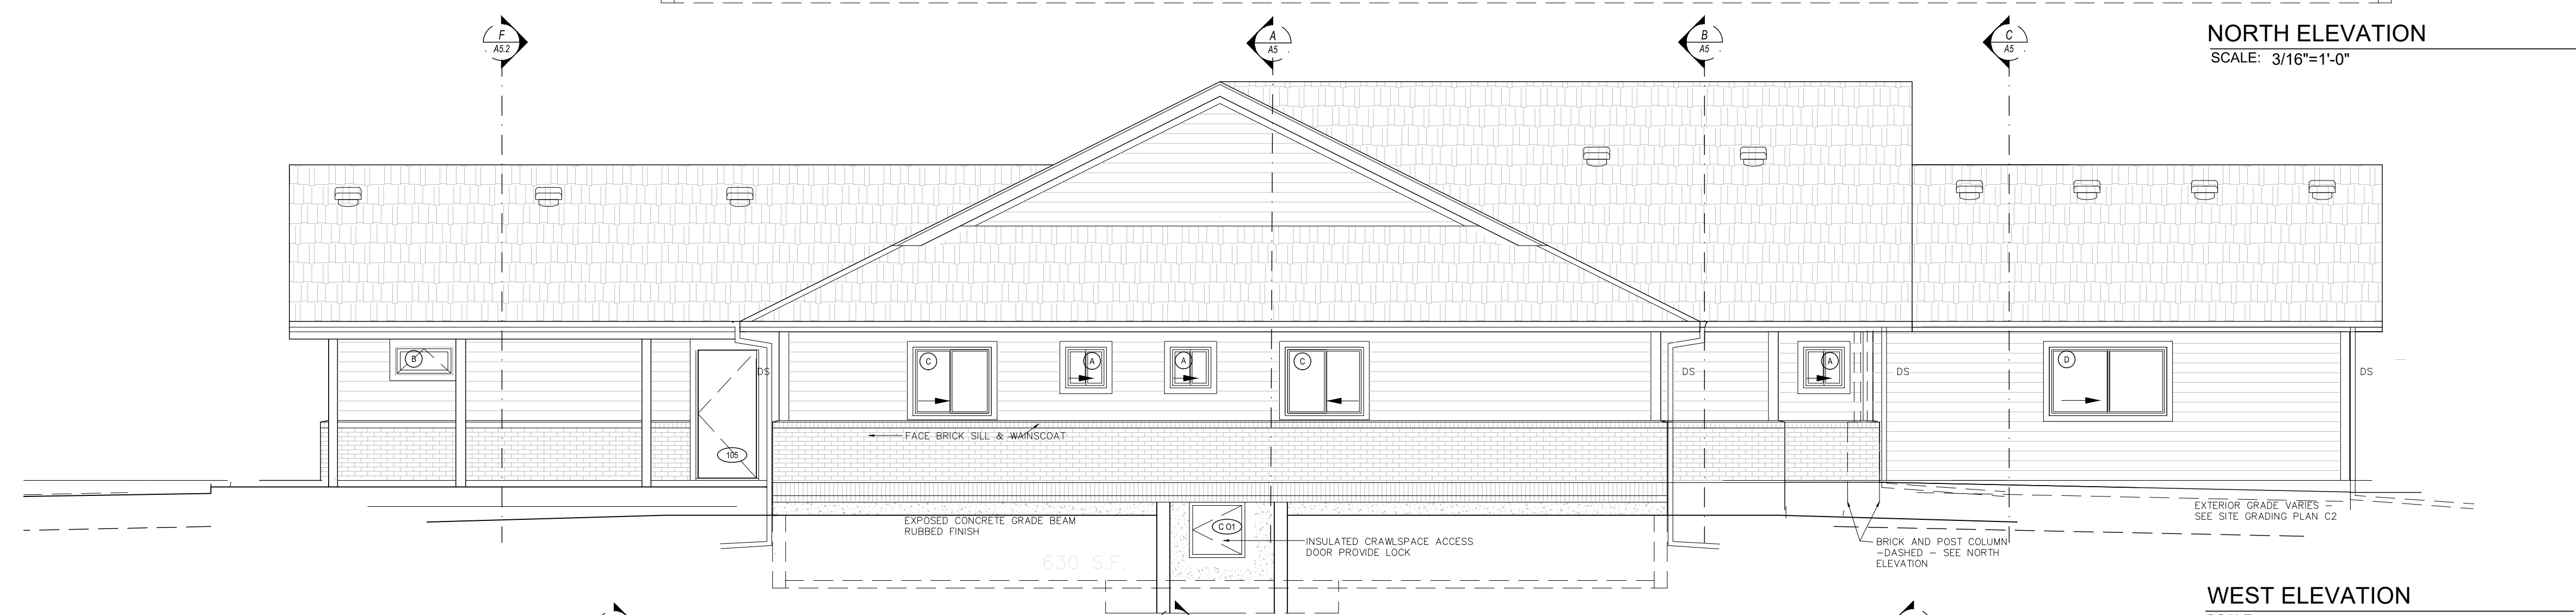 F
A5.2
A
A5
B
A5
C
A5
NORTH ELEVATION
SCALE: 3/16"=1'-0"
B
C
A
A
C
A
D
DS
DS
DS
DS
105
FACE BRICK SILL & WAINSCOAT
EXPOSED CONCRETE GRADE BEAM
RUBBED FINISH
C 01
INSULATED CRAWLSPACE ACCESS
DOOR PROVIDE LOCK
630 S.F.
BRICK AND POST COLUMN
-DASHED - SEE NORTH
ELEVATION
EXTERIOR GRADE VARIES -
SEE SITE GRADING PLAN C2
WEST ELEVATION